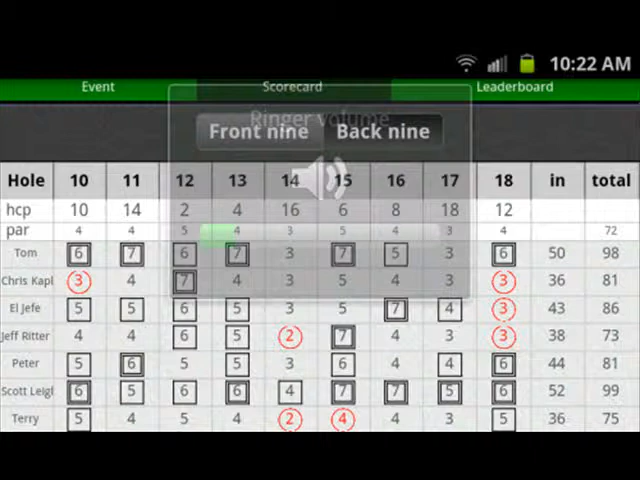 10:22 AM
Event Scorecard Leaderboard
Ringer volume
Front nine Back nine
Hole 10 11 12 13 14 15 16 17 18 in total
hcp 10 14 2 4 16 6 8 18 12
par 4 4 5 4 3 5 4 3 4 72
Tom 6 7 6 7 3 7 5 3 6 50 98
Chris Kapl 3 4 7 4 3 5 4 3 3 36 81
El Jefe 5 5 6 5 3 5 7 4 3 43 86
Jeff Ritter 4 4 6 5 2 7 4 3 3 38 73
Peter 5 6 5 5 3 6 4 4 6 44 81
Scott Leigl 6 5 6 6 4 7 7 5 6 52 99
Terry 5 4 5 4 2 4 4 3 5 36 75